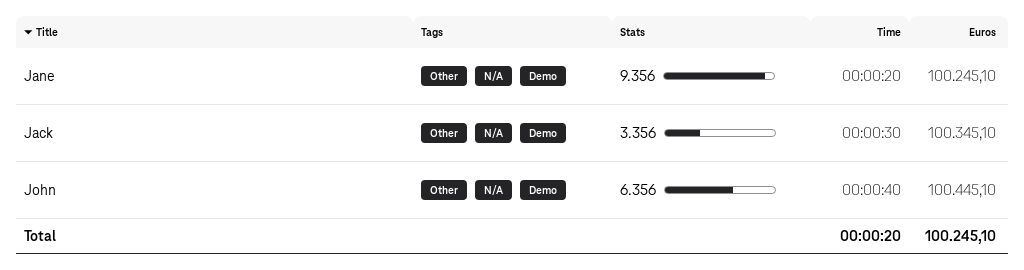 Title Tags Stats Time Euros
Jane Other N/A Demo 9.356 00:00:20 100.245,10
Jack Other N/A Demo 3.356 00:00:30 100.345,10
John Other N/A Demo 6.356 00:00:40 100.445,10
Total 00:00:20 100.245,10